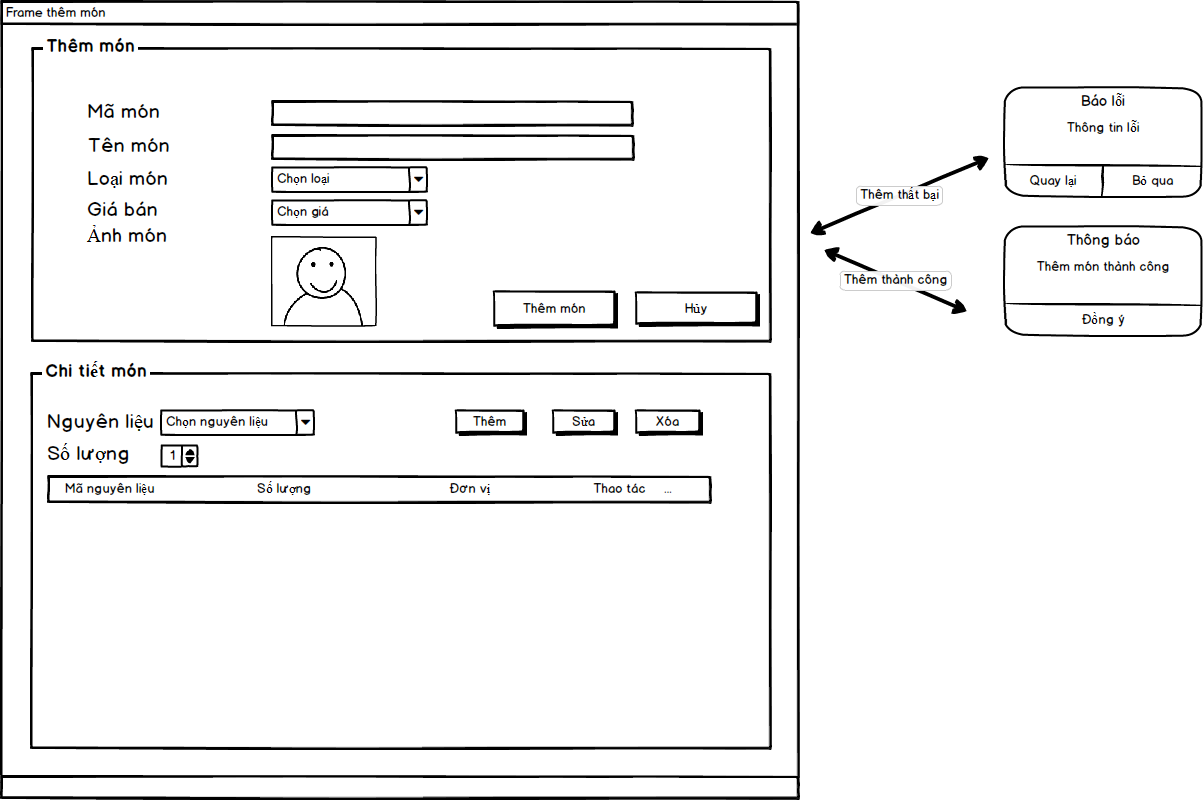 Frame thêm món
Thêm món
Mã món
Tên món
Loại món Chọn loại
Giá bán Chọn giá
Ảnh món
Thêm món Hủy
Chi tiết món
Nguyên liệu Chọn nguyên liệu Thêm Sửa Xóa
Số lượng 1
Mã nguyên liệu Số lượng Đơn vị Thao tác ...
Thêm thất bại
Thêm thành công
Báo lỗi
Thông tin lỗi
Quay lại Bỏ qua
Thông báo
Thêm món thành công
Đồng ý